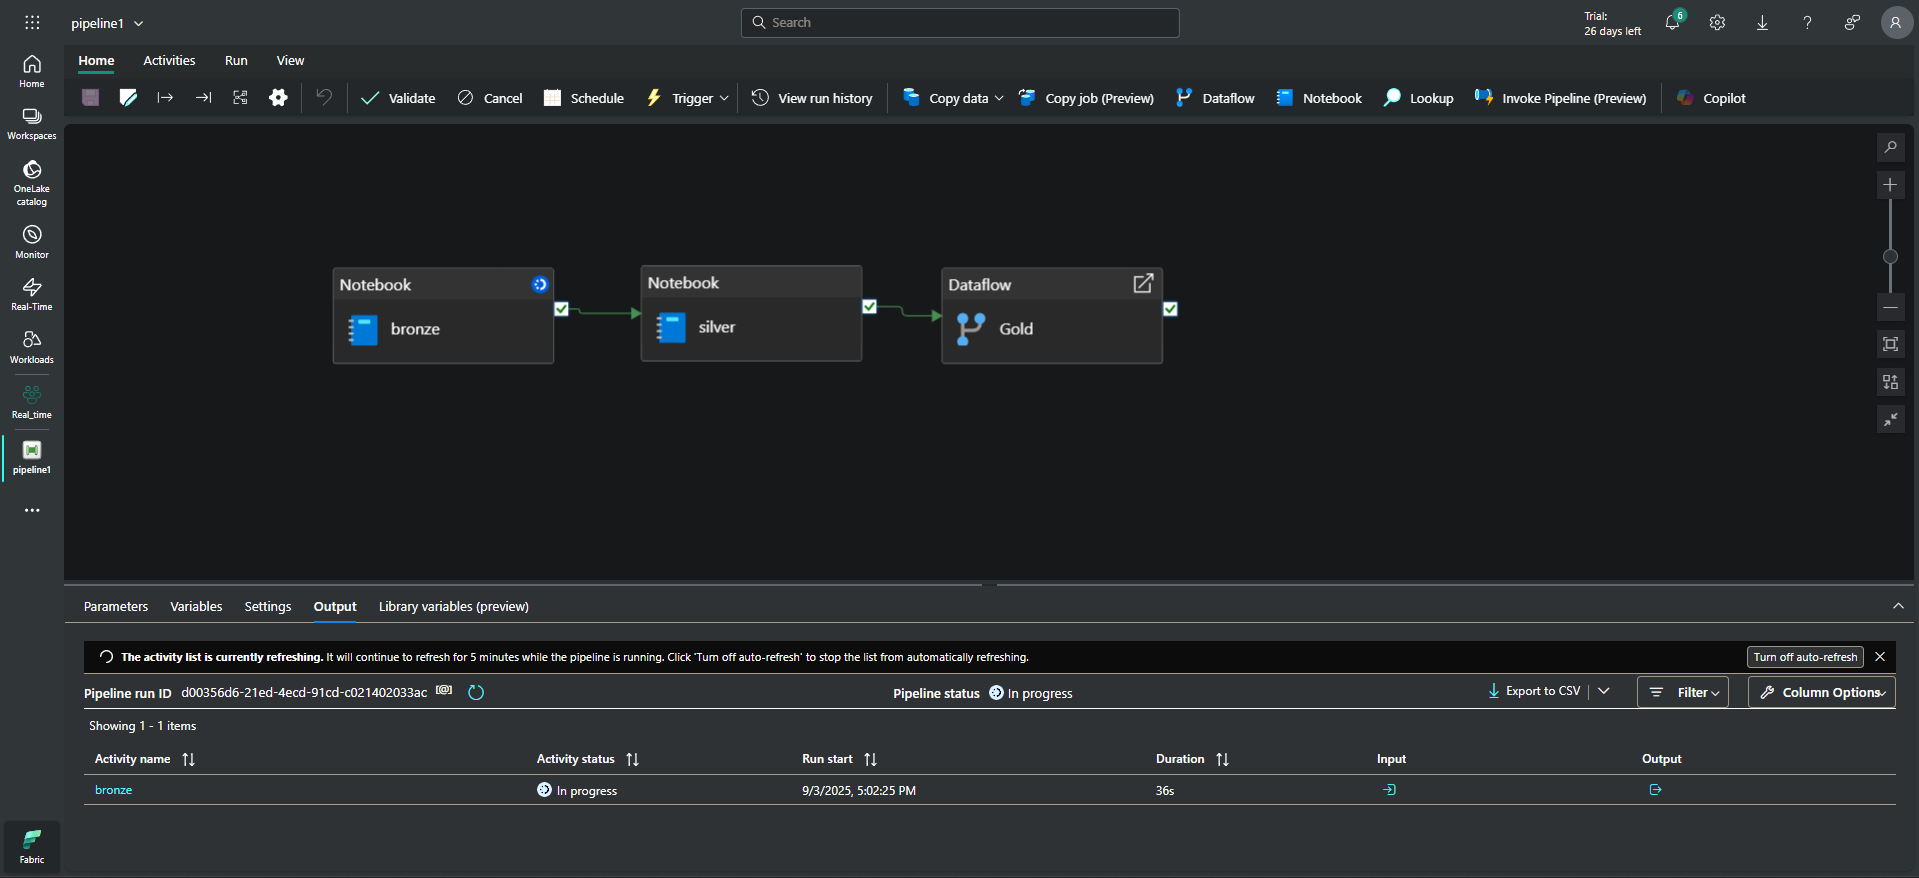 pipeline1
Search
Trial:
26 days left
6
R
Home
Activities
Run
View
Validate
Cancel
Schedule
Trigger
View run history
Copy data
Copy job (Preview)
Dataflow
Notebook
Lookup
Invoke Pipeline (Preview)
Copilot
Home
Workspaces
OneLake
catalog
Monitor
Real-Time
Workloads
Real_time
pipeline1
Fabric
Notebook
bronze
Notebook
silver
Dataflow
Gold
Parameters
Variables
Settings
Output
Library variables (preview)
The activity list is currently refreshing. It will continue to refresh for 5 minutes while the pipeline is running. Click 'Turn off auto-refresh' to stop the list from automatically refreshing.
Turn off auto-refresh
Pipeline run ID d00356d6-21ed-4ecd-91cd-c021402033ac
Pipeline status In progress
Export to CSV
Filter
Column Options
Showing 1 - 1 items
Activity name Activity status Run start Duration Input Output
bronze In progress 9/3/2025, 5:02:25 PM 36s